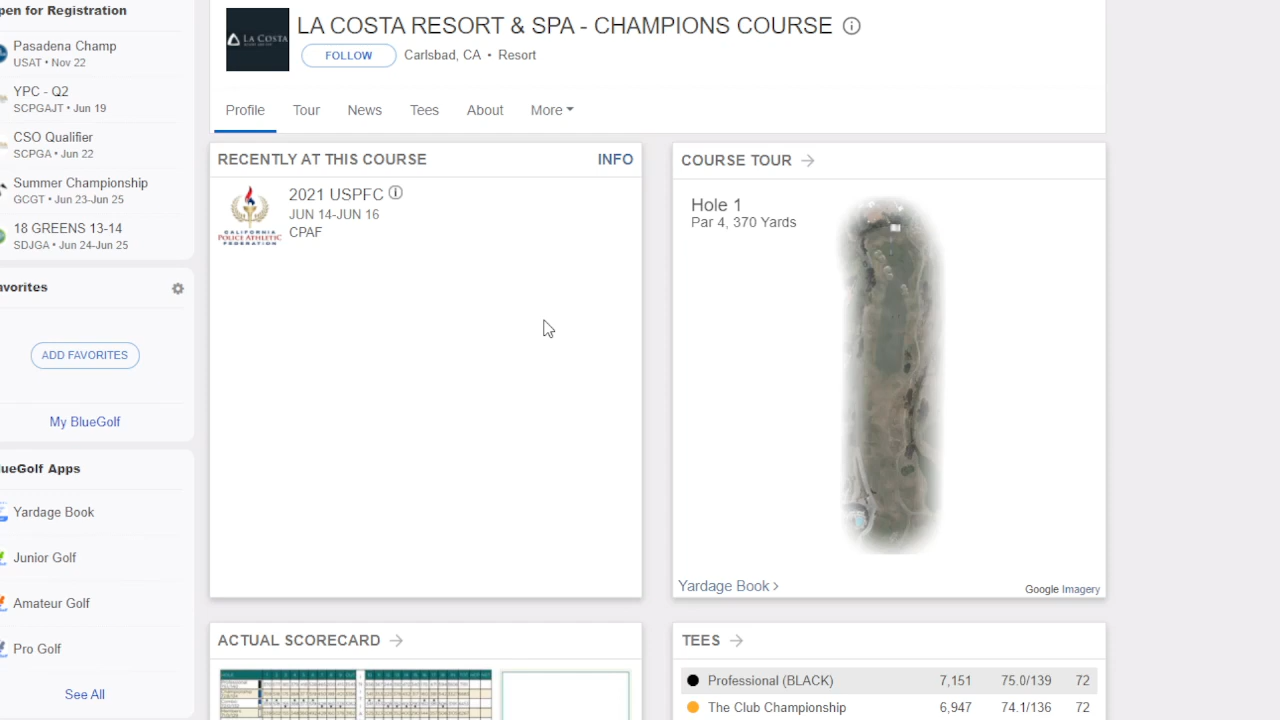 pen for Registration
Pasadena Champ
USAT • Nov 22
YPC - Q2
SCPGAJT • Jun 19
CSO Qualifier
SCPGA • Jun 22
Summer Championship
GCGT • Jun 23-Jun 25
18 GREENS 13-14
SDJGA • Jun 24-Jun 25
avorites
ADD FAVORITES
My BlueGolf
lueGolf Apps
Yardage Book
Junior Golf
Amateur Golf
Pro Golf
See All
LA COSTA
LA COSTA RESORT & SPA - CHAMPIONS COURSE
FOLLOW
Carlsbad, CA • Resort
Profile Tour News Tees About More
RECENTLY AT THIS COURSE INFO
CALIFORNIA
POLICE ATHLETIC
FEDERATION
2021 USPFC
JUN 14-JUN 16
CPAF
COURSE TOUR
Hole 1
Par 4, 370 Yards
Yardage Book >
Google Imagery
ACTUAL SCORECARD
TEES
Professional (BLACK) 7,151 75.0/139 72
The Club Championship 6,947 74.1/136 72